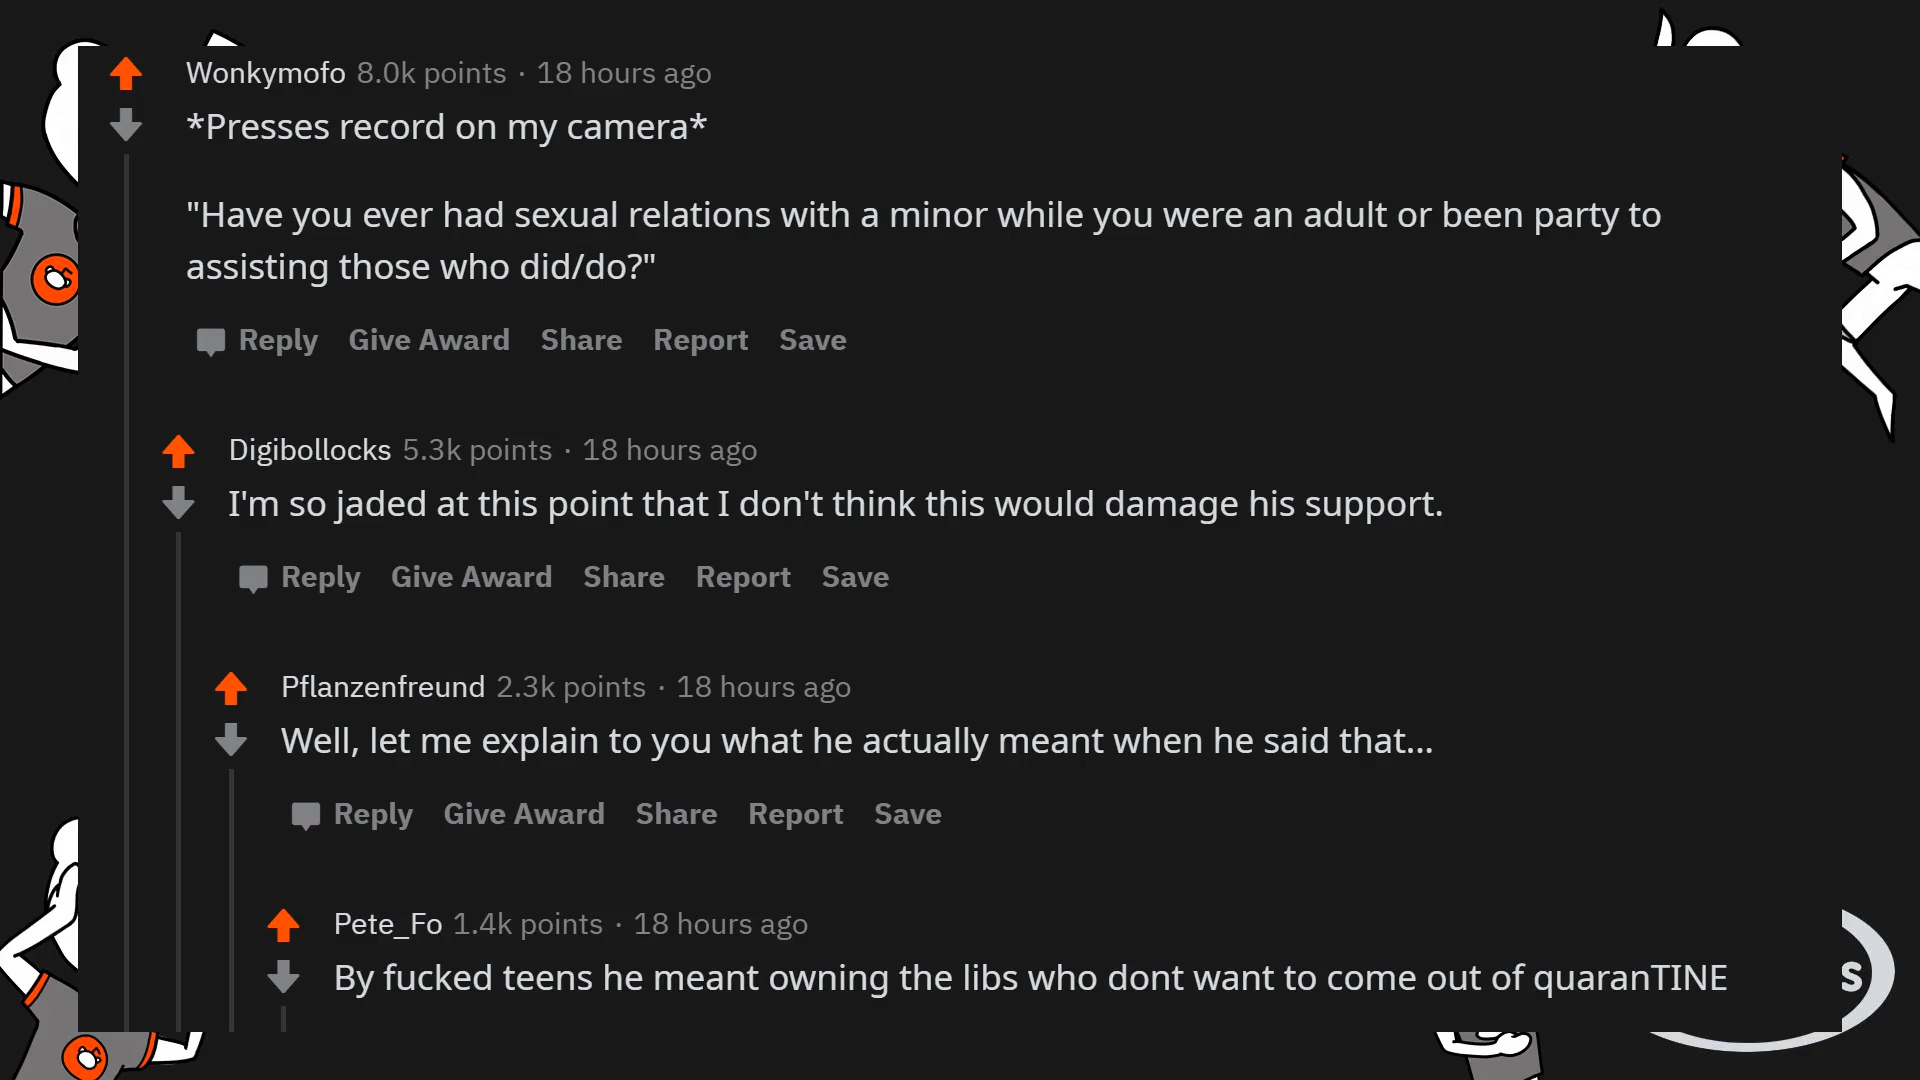 Wonkymofo 8.0k points · 18 hours ago
*Presses record on my camera*
"Have you ever had sexual relations with a minor while you were an adult or been party to
assisting those who did/do?"
Reply Give Award Share Report Save
Digibollocks 5.3k points · 18 hours ago
I'm so jaded at this point that I don't think this would damage his support.
Reply Give Award Share Report Save
Pflanzenfreund 2.3k points · 18 hours ago
Well, let me explain to you what he actually meant when he said that...
Reply Give Award Share Report Save
Pete_Fo 1.4k points · 18 hours ago
By fucked teens he meant owning the libs who dont want to come out of quaranTINE